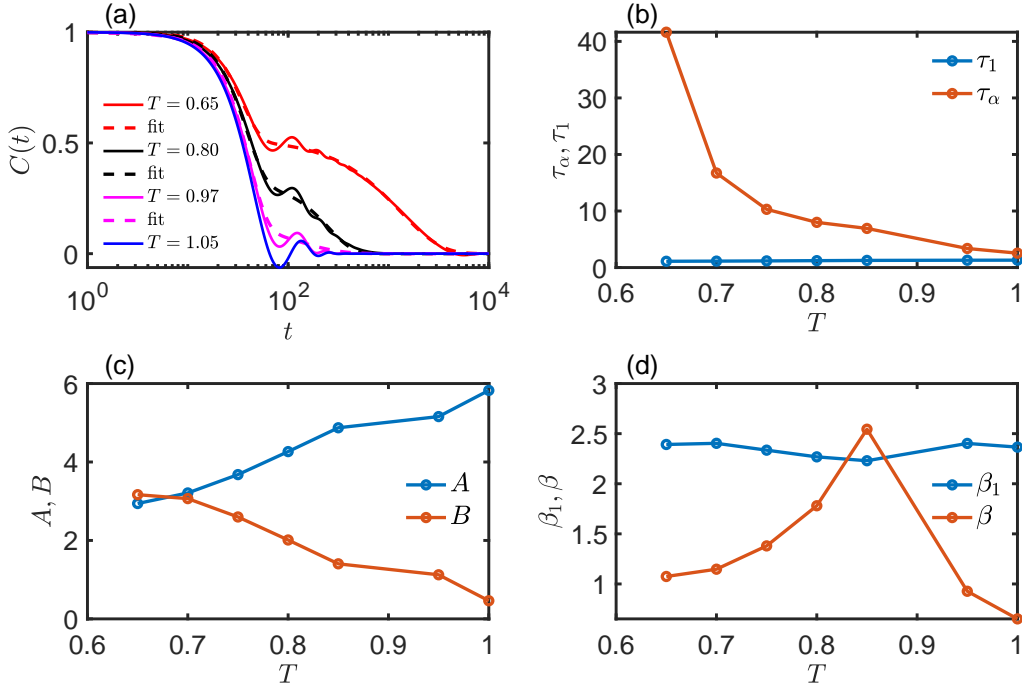 (a)
1
0.5
0
C(t)
T = 0.65
fit
T = 0.80
fit
T = 0.97
fit
T = 1.05
10^0
10^2
10^4
t
(b)
40
30
20
10
0
τ_α, τ_1
τ_1
τ_α
0.6
0.7
0.8
0.9
1
T
(c)
6
4
2
0
A, B
A
B
0.6
0.7
0.8
0.9
1
T
(d)
3
2.5
2
1.5
1
β_1, β
β_1
β
0.6
0.7
0.8
0.9
1
T